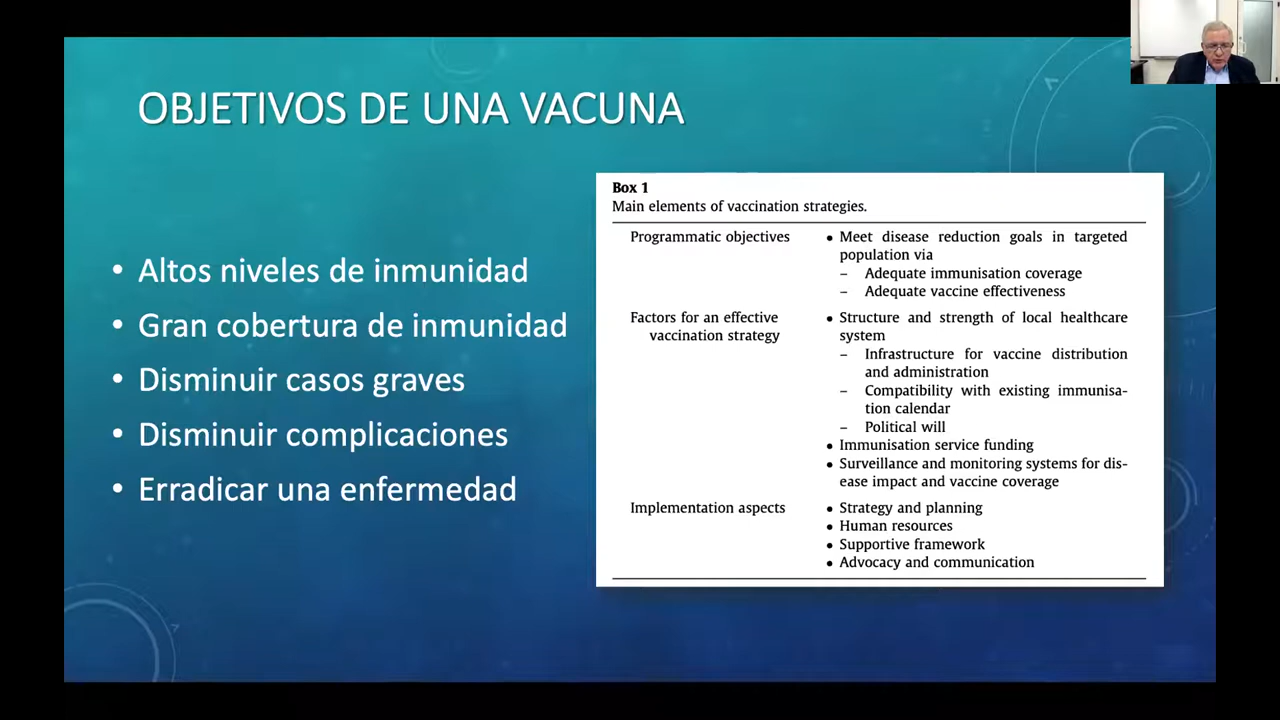 OBJETIVOS DE UNA VACUNA
• Altos niveles de inmunidad
• Gran cobertura de inmunidad
• Disminuir casos graves
• Disminuir complicaciones
• Erradicar una enfermedad
Box 1
Main elements of vaccination strategies.
Programmatic objectives
• Meet disease reduction goals in targeted
population via
– Adequate immunisation coverage
– Adequate vaccine effectiveness
Factors for an effective
vaccination strategy
• Structure and strength of local healthcare
system
– Infrastructure for vaccine distribution
and administration
– Compatibility with existing immunisa-
tion calendar
– Political will
• Immunisation service funding
• Surveillance and monitoring systems for dis-
ease impact and vaccine coverage
Implementation aspects
• Strategy and planning
• Human resources
• Supportive framework
• Advocacy and communication